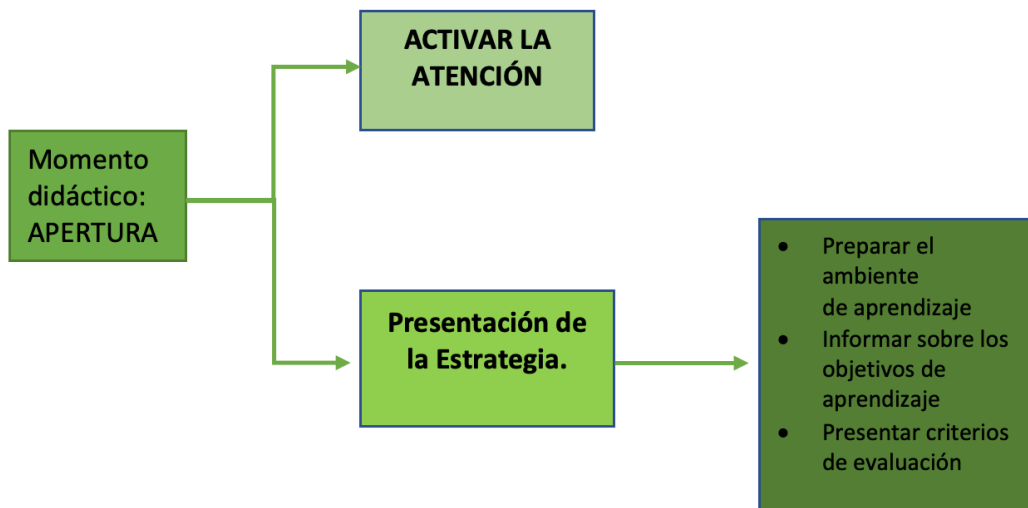 ACTIVAR LA
ATENCIÓN
Momento
didáctico:
APERTURA
Presentación de
la Estrategia.
• Preparar el
ambiente
de aprendizaje
• Informar sobre los
objetivos de
aprendizaje
• Presentar criterios
de evaluación